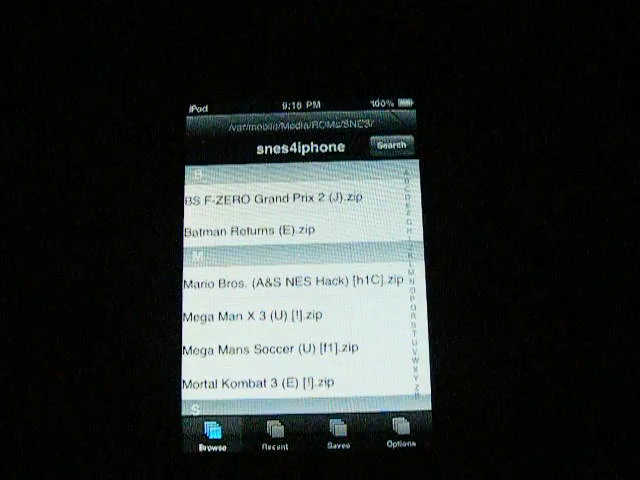 iPod 9:16 PM 100%
/var/mobile/Media/ROMs/SNES/
snes4iphone Search
B
BS F-ZERO Grand Prix 2 (J).zip
Batman Returns (E).zip
M
Mario Bros. (A&S NES Hack) [h1C].zip
Mega Man X 3 (U) [!].zip
Mega Mans Soccer (U) [f1].zip
Mortal Kombat 3 (E) [!].zip
S
A
B
C
D
E
F
G
H
I
J
K
L
M
N
O
P
Q
R
S
T
U
V
W
X
Y
Z
Browse Recent Saved Options